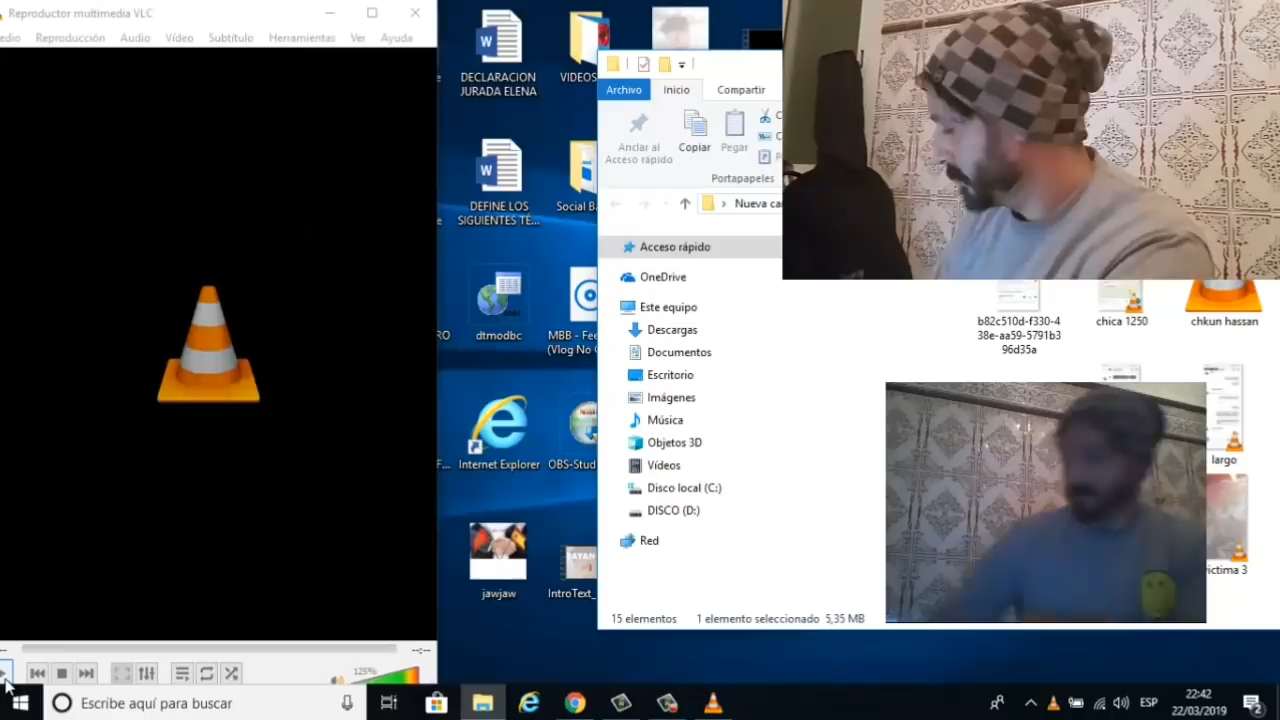 Reproductor multimedia VLC
edio Reproducción Audio Vídeo Subtítulo Herramientas Ver Ayuda
125%
DECLARACION
JURADA ELENA
VIDEOS
DEFINE LOS
SIGUIENTES TÉ...
Social Ba
dtmodbc
MBB - Fee
(Vlog No C
Internet Explorer
OBS-Stud
jawjaw
IntroText_
Archivo Inicio Compartir
Anclar al
Acceso rápido
Copiar
Pegar
Portapapeles
Nueva ca
Acceso rápido
OneDrive
Este equipo
Descargas
Documentos
Escritorio
Imágenes
Música
Objetos 3D
Vídeos
Disco local (C:)
DISCO (D:)
Red
b82c510d-f330-4
38e-aa59-5791b3
96d35a
chica 1250
chkun hassan
largo
victima 3
15 elementos 1 elemento seleccionado 5,35 MB
Escribe aquí para buscar
ESP
22:42
22/03/2019
2